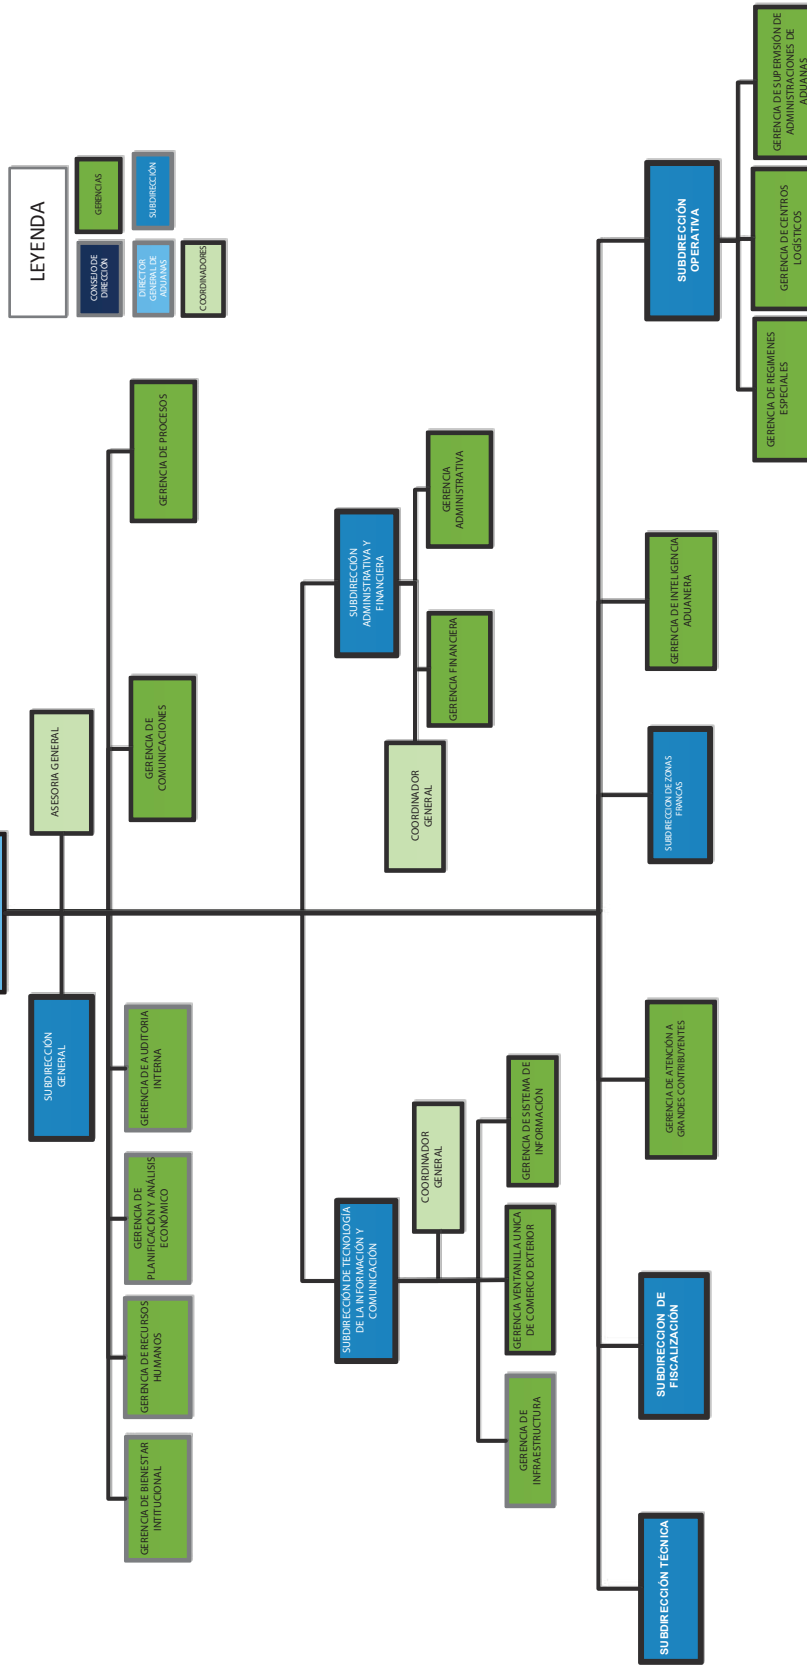 LEYENDA
CONSEJO DE
DIRECCIÓN
GERENCIAS
DIRECTOR
GENERAL DE
ADUANAS
SUBDIRECCIÓN
COORDINADORES
SUBDIRECCIÓN
GENERAL
ASESORIA GENERAL
GERENCIA DE BIENESTAR
INTITUCIONAL
GERENCIA DE RECURSOS
HUMANOS
GERENCIA DE
PLANIFICACIÓN Y ANÁLISIS
ECONÓMICO
GERENCIA DE AUDITORIA
INTERNA
GERENCIA DE
COMUNICACIONES
GERENCIA DE PROCESOS
SUBDIRECCIÓN DE TECNOLOGÍA
DE LA INFORMACIÓN Y
COMUNICACIÓN
SUBDIRECCIÓN
ADMINISTRATIVA Y
FINANCIERA
COORDINADOR
GENERAL
COORDINADOR
GENERAL
GERENCIA FINANCIERA
GERENCIA
ADMINISTRATIVA
GERENCIA DE
INFRAESTRUCTURA
GERENCIA VENTANILLA UNICA
DE COMERCIO EXTERIOR
GERENCIA DE SISTEMA DE
INFORMACIÓN
SUBDIRECCIÓN TÉCNICA
SUBDIRECCION DE
FISCALIZACIÓN
GERENCIA DE ATENCIÓN A
GRANDES CONTRIBUYENTES
SUBDIRECCION DE ZONAS
FRANCAS
GERENCIA DE INTELIGENCIA
ADUANERA
SUBDIRECCIÓN
OPERATIVA
GERENCIA DE REGIMENES
ESPECIALES
GERENCIA DE CENTROS
LOGÍSTICOS
GERENCIA DE SUPERVISIÓN DE
ADMINISTRACIONES DE
ADUANAS